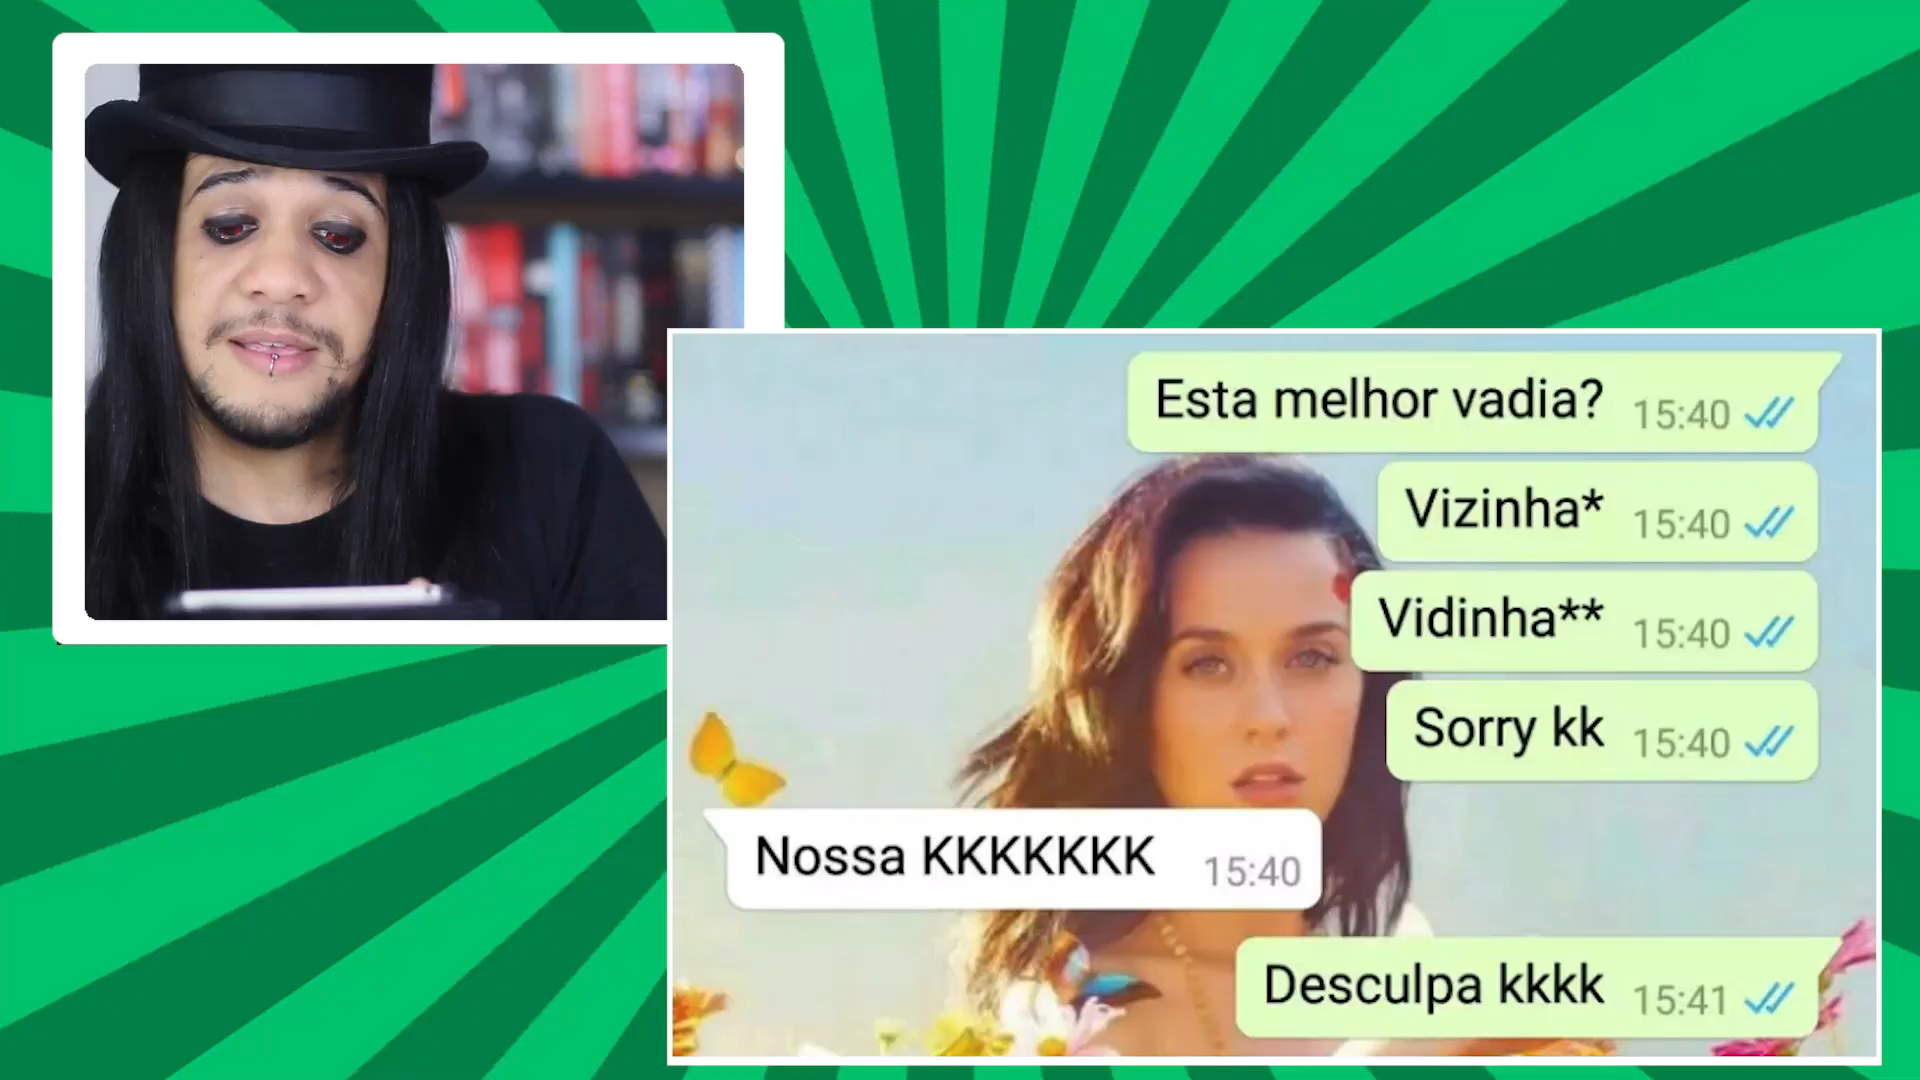 Esta melhor vadia? 15:40
Vizinha* 15:40
Vidinha** 15:40
Sorry kk 15:40
Nossa KKKKKKK 15:40
Desculpa kkkk 15:41